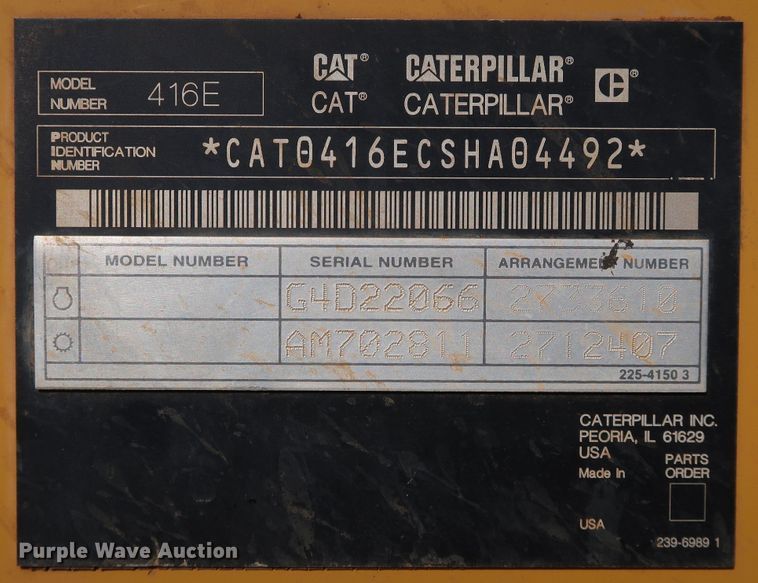 CAT® CATERPILLAR®
CAT® CATERPILLAR® C
MODEL NUMBER 416E
PRODUCT IDENTIFICATION NUMBER *CAT0416ECSHA04492*
MODEL NUMBER SERIAL NUMBER ARRANGEMENT NUMBER
G4D22066 2733610
AM702811 2712407
225-4150 3
CATERPILLAR INC.
PEORIA, IL 61629
USA
Made In
PARTS
ORDER
USA
239-6989 1
Purple Wave Auction